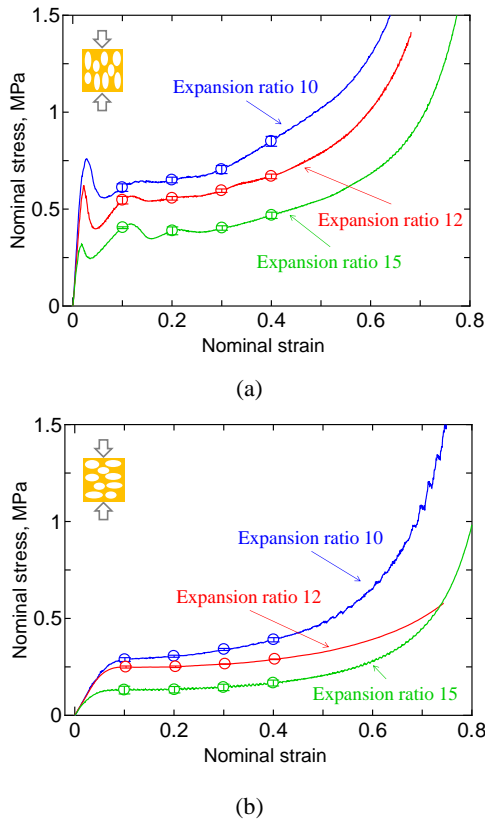 1.5
Expansion ratio 10
1
Nominal stress, MPa
0.5
Expansion ratio 12
Expansion ratio 15
0
0 0.2 0.4 0.6 0.8
Nominal strain
(a)
1.5
Expansion ratio 10
1
Nominal stress, MPa
Expansion ratio 12
0.5
Expansion ratio 15
0
0 0.2 0.4 0.6 0.8
Nominal strain
(b)